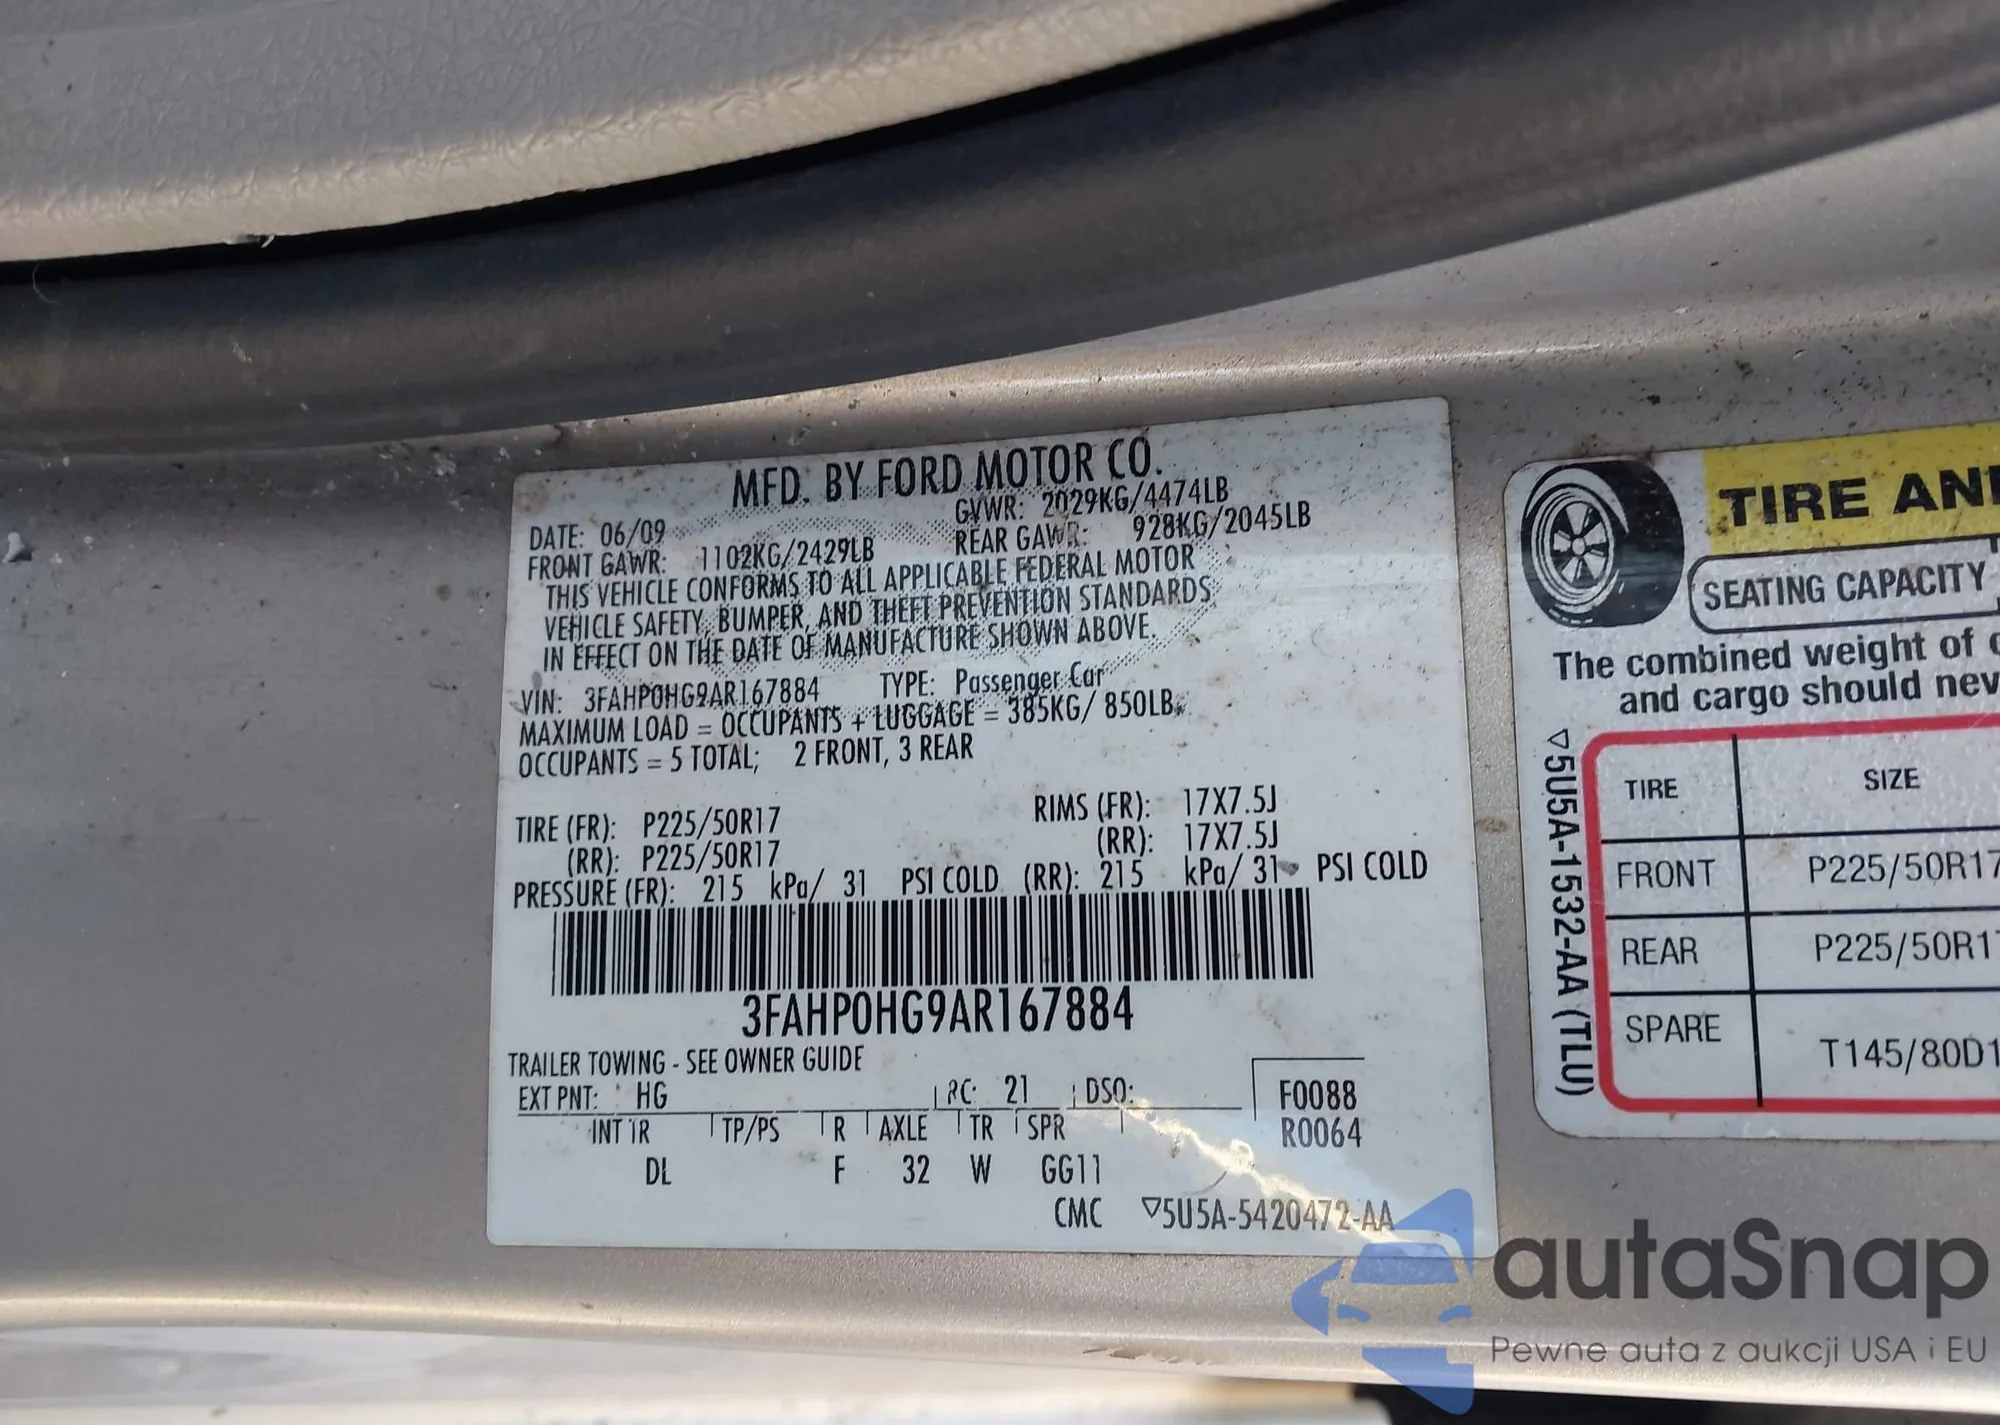 MFD. BY FORD MOTOR CO.
DATE: 06/09 GVWR: 2029KG/4474LB
FRONT GAWR: 1102KG/2429LB REAR GAWR: 928KG/2045LB
THIS VEHICLE CONFORMS TO ALL APPLICABLE FEDERAL MOTOR
VEHICLE SAFETY, BUMPER, AND THEFT PREVENTION STANDARDS
IN EFFECT ON THE DATE OF MANUFACTURE SHOWN ABOVE.
VIN: 3FAHP0HG9AR167884 TYPE: Passenger Car
MAXIMUM LOAD = OCCUPANTS + LUGGAGE = 385KG/ 850LB
OCCUPANTS = 5 TOTAL; 2 FRONT, 3 REAR
TIRE (FR): P225/50R17 RIMS (FR): 17X7.5J
(RR): P225/50R17 (RR): 17X7.5J
PRESSURE (FR): 215 kPa/ 31 PSI COLD (RR): 215 kPa/ 31 PSI COLD
3FAHP0HG9AR167884
TRAILER TOWING - SEE OWNER GUIDE
EXT PNT: HG RC: 21 DSO: F0088
INT TR TP/PS R AXLE TR SPR R0064
DL F 32 W GG11
CMC ▽5U5A-5420472-AA
TIRE AN
SEATING CAPACITY
The combined weight of
and cargo should nev
▽5U5A-1532-AA (TLU)
TIRE SIZE
FRONT P225/50R17
REAR P225/50R1
SPARE T145/80D1
autaSnap
Pewne auta z aukcji USA i EU